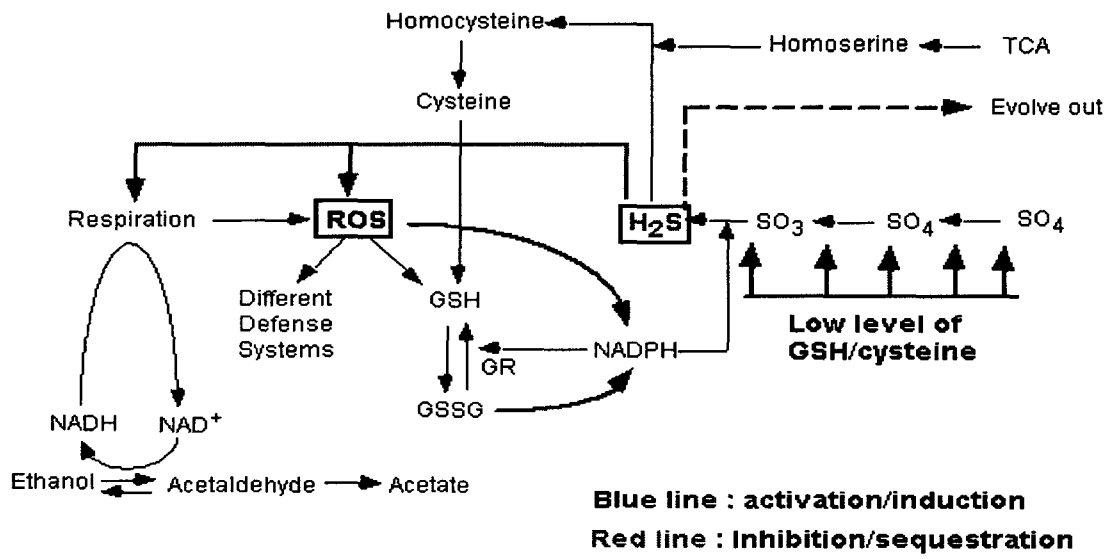 Homocysteine
Homoserine
TCA
Cysteine
Evolve out
Respiration
ROS
H2S
SO3
SO4
SO4
Different
Defense
Systems
GSH
Low level of
GSH/cysteine
GR
NADPH
GSSG
NADH
NAD+
Ethanol
Acetaldehyde
Acetate
Blue line : activation/induction
Red line : Inhibition/sequestration